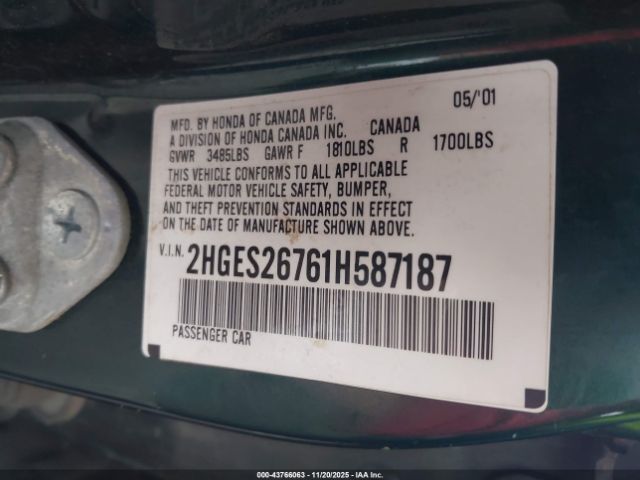 05/'01
MFD. BY HONDA OF CANADA MFG.
A DIVISION OF HONDA CANADA INC. CANADA
GVWR 3485LBS GAWR F 1810LBS R 1700LBS
THIS VEHICLE CONFORMS TO ALL APPLICABLE
FEDERAL MOTOR VEHICLE SAFETY, BUMPER,
AND THEFT PREVENTION STANDARDS IN EFFECT
ON THE DATE OF MANUFACTURE SHOWN ABOVE.
V.I.N. 2HGES26761H587187
PASSENGER CAR
000-43766063 - 11/20/2025 - IAA Inc.